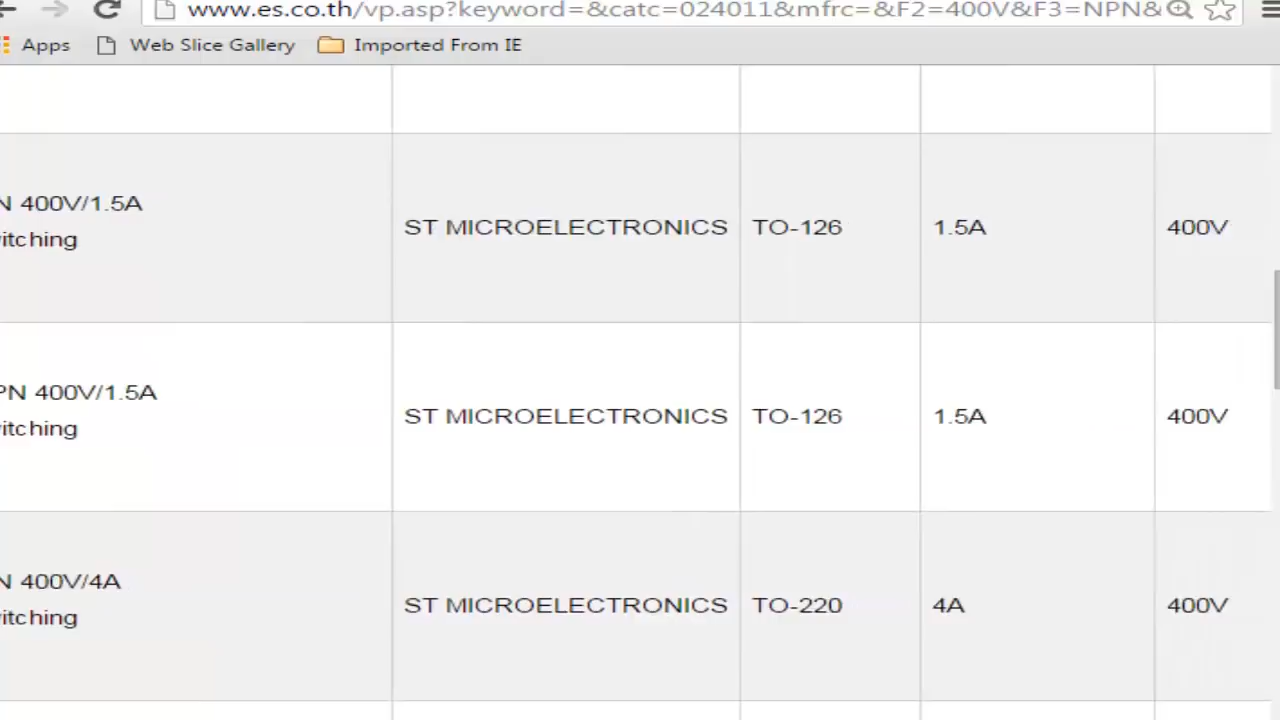 www.es.co.th/vp.asp?keyword=&catc=024011&mfrc=&F2=400V&F3=NPN&
Apps Web Slice Gallery Imported From IE
N 400V/1.5A
itching
ST MICROELECTRONICS TO-126 1.5A 400V
PN 400V/1.5A
itching
ST MICROELECTRONICS TO-126 1.5A 400V
N 400V/4A
itching
ST MICROELECTRONICS TO-220 4A 400V